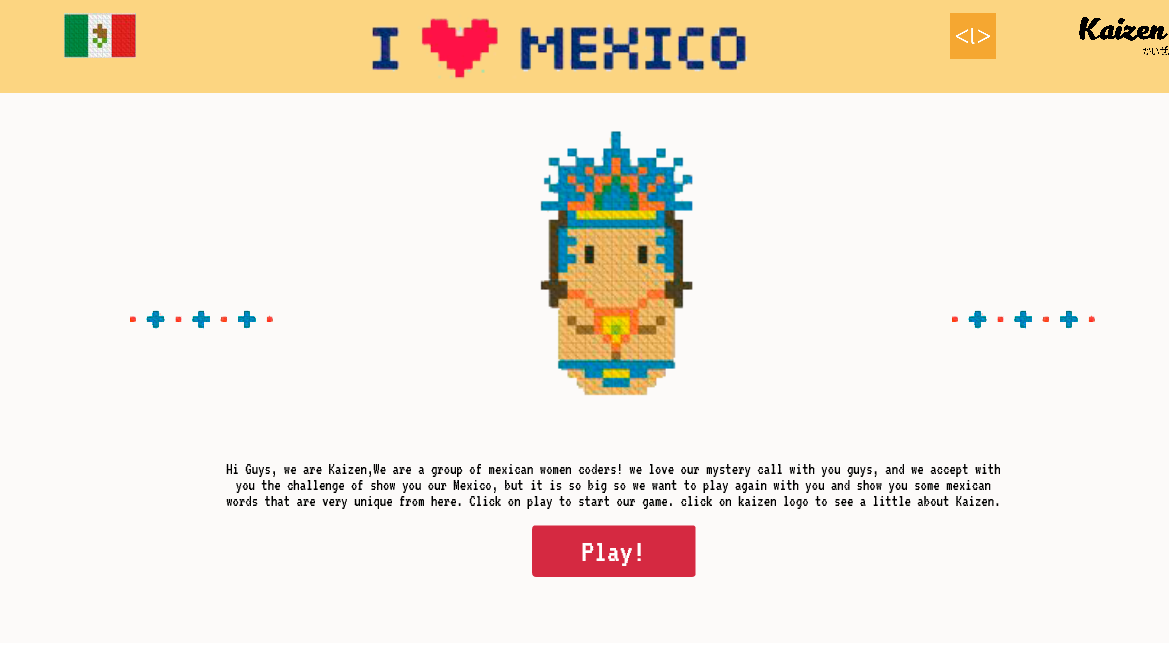 I MEXICO
<l>
Kaizen
かいぜ
Hi Guys, we are Kaizen,We are a group of mexican women coders! we love our mystery call with you guys, and we accept with
you the challenge of show you our Mexico, but it is so big so we want to play again with you and show you some mexican
words that are very unique from here. Click on play to start our game. click on kaizen logo to see a little about Kaizen.
Play!